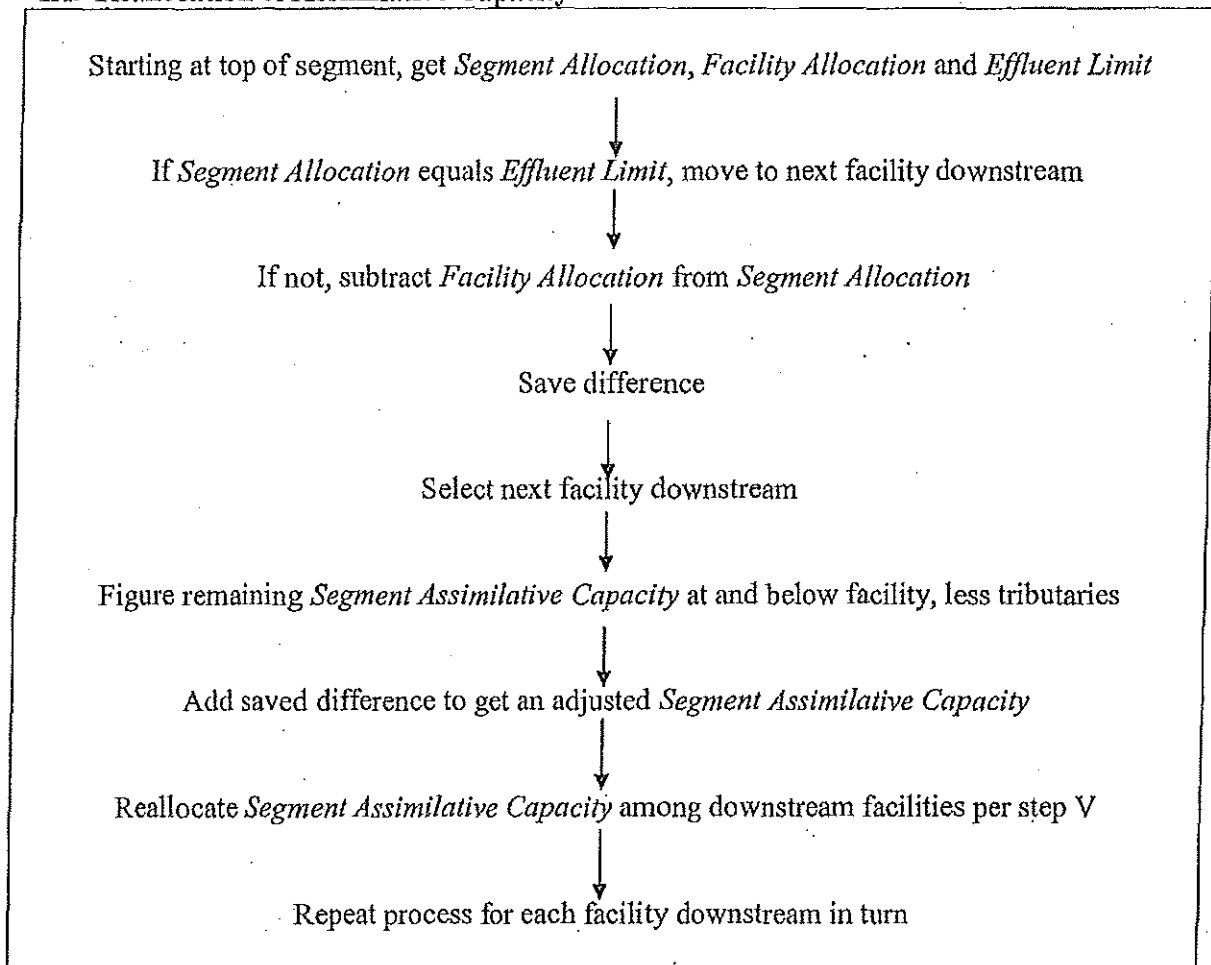 Starting at top of segment, get Segment Allocation, Facility Allocation and Effluent Limit
If Segment Allocation equals Effluent Limit, move to next facility downstream
If not, subtract Facility Allocation from Segment Allocation
Save difference
Select next facility downstream
Figure remaining Segment Assimilative Capacity at and below facility, less tributaries
Add saved difference to get an adjusted Segment Assimilative Capacity
Reallocate Segment Assimilative Capacity among downstream facilities per step V
Repeat process for each facility downstream in turn